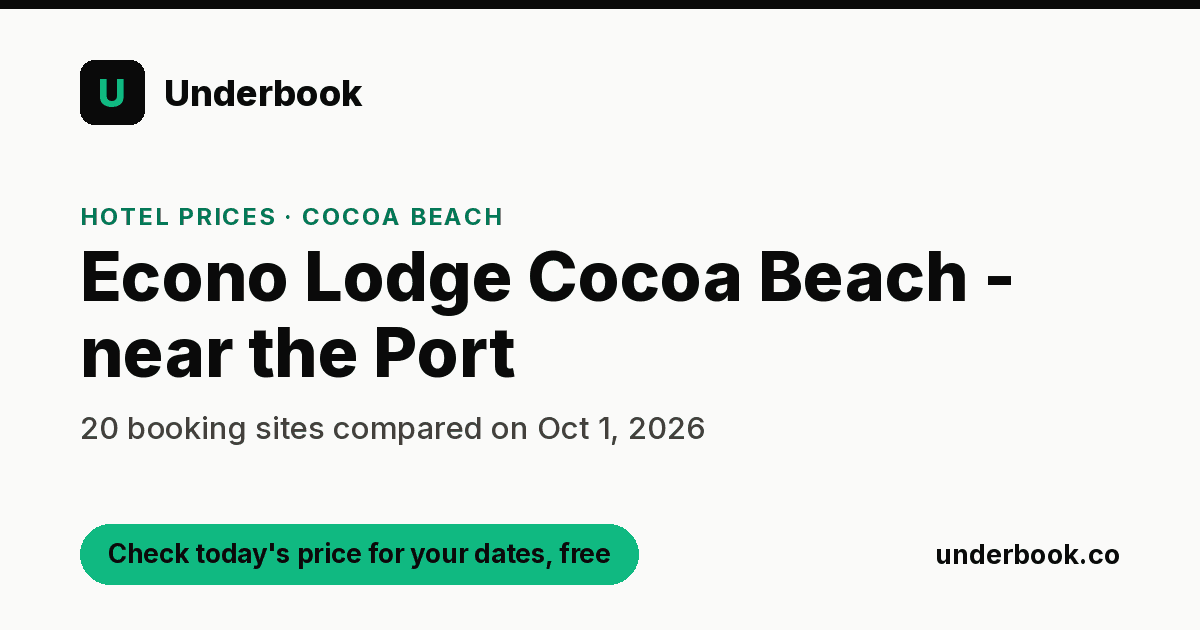 U Underbook
HOTEL PRICES · COCOA BEACH
Econo Lodge Cocoa Beach -
near the Port
20 booking sites compared on Oct 1, 2026
Check today's price for your dates, free
underbook.co